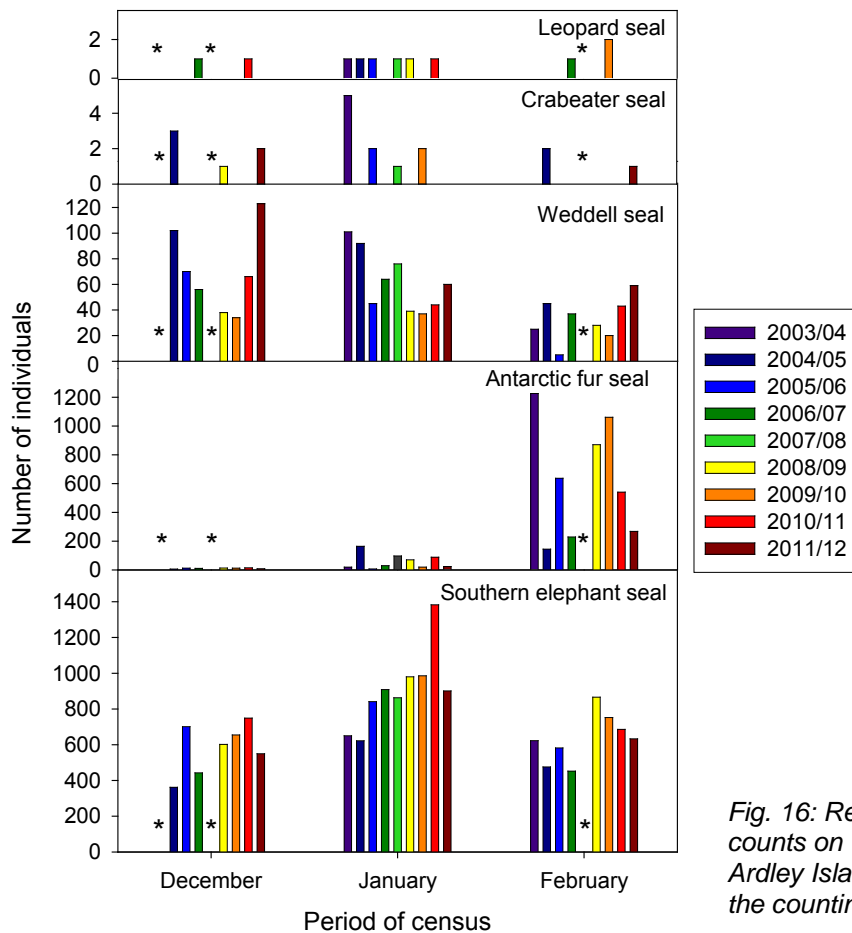 Leopard seal
2
0
* * *
Crabeater seal
4
2
0
* * *
Weddell seal
120
100
80
60
40
20
0
* * *
Antarctic fur seal
1200
1000
800
600
400
200
0
* * *
Southern elephant seal
1400
1200
1000
800
600
400
200
0
* * *
December January February
Period of census
Number of individuals
2003/04
2004/05
2005/06
2006/07
2007/08
2008/09
2009/10
2010/11
2011/12
Fig. 16: Re
counts on
Ardley Isla
the countin